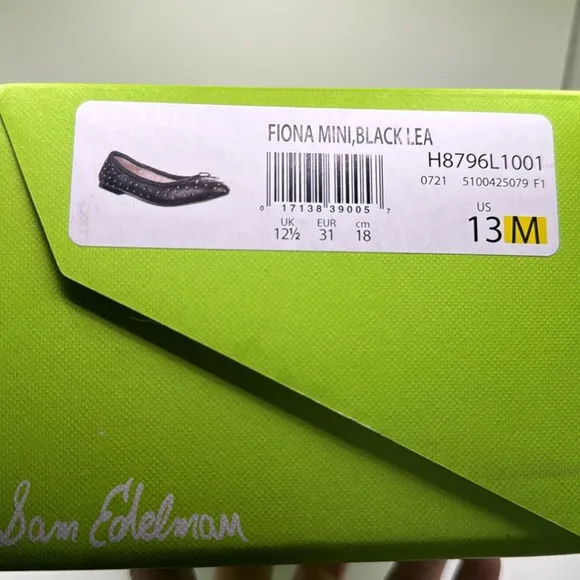 FIONA MINI,BLACK LEA
H8796L1001
0721 5100425079 F1
0 17138 39005 7
UK EUR cm US
12½ 31 18 13 M
Sam Edelman